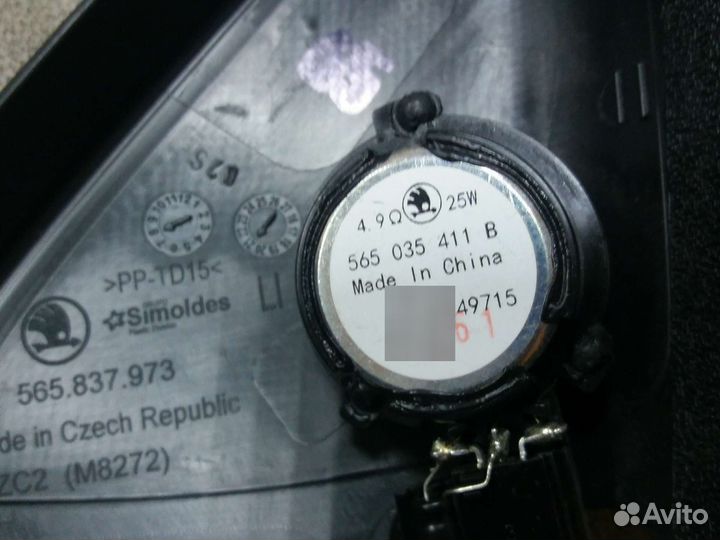 4.9Ω 25W
565 035 411 B
Made In China
49715
61
>PP-TD15<
LI
Simoldes
565.837.973
de in Czech Republic
ZC2 (M8272)
Avito